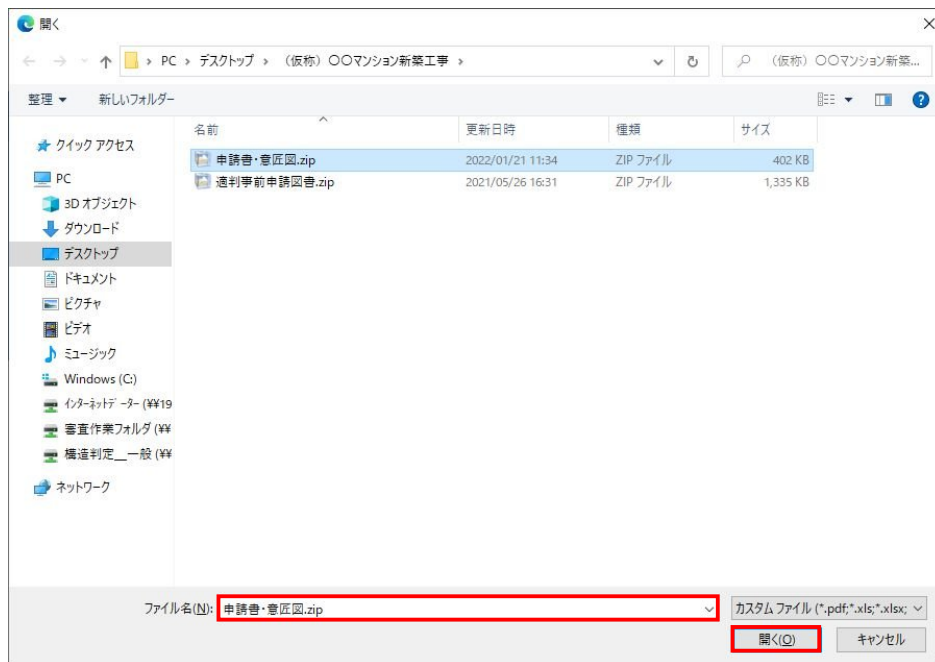 開く
PC › デスクトップ › （仮称）〇〇マンション新築工事 ›
（仮称）〇〇マンション新築...
整理
新しいフォルダー
名前 更新日時 種類 サイズ
申請書・意匠図.zip 2022/01/21 11:34 ZIP ファイル 402 KB
適判事前申請図書.zip 2021/05/26 16:31 ZIP ファイル 1,335 KB
クイック アクセス
PC
3D オブジェクト
ダウンロード
デスクトップ
ドキュメント
ピクチャ
ビデオ
ミュージック
Windows (C:)
インターネットデーター (¥¥19
審査作業フォルダ (¥¥
構造判定__一般 (¥¥
ネットワーク
ファイル名(N): 申請書・意匠図.zip
カスタム ファイル (*.pdf;*.xls;*.xlsx;
開く(O) キャンセル